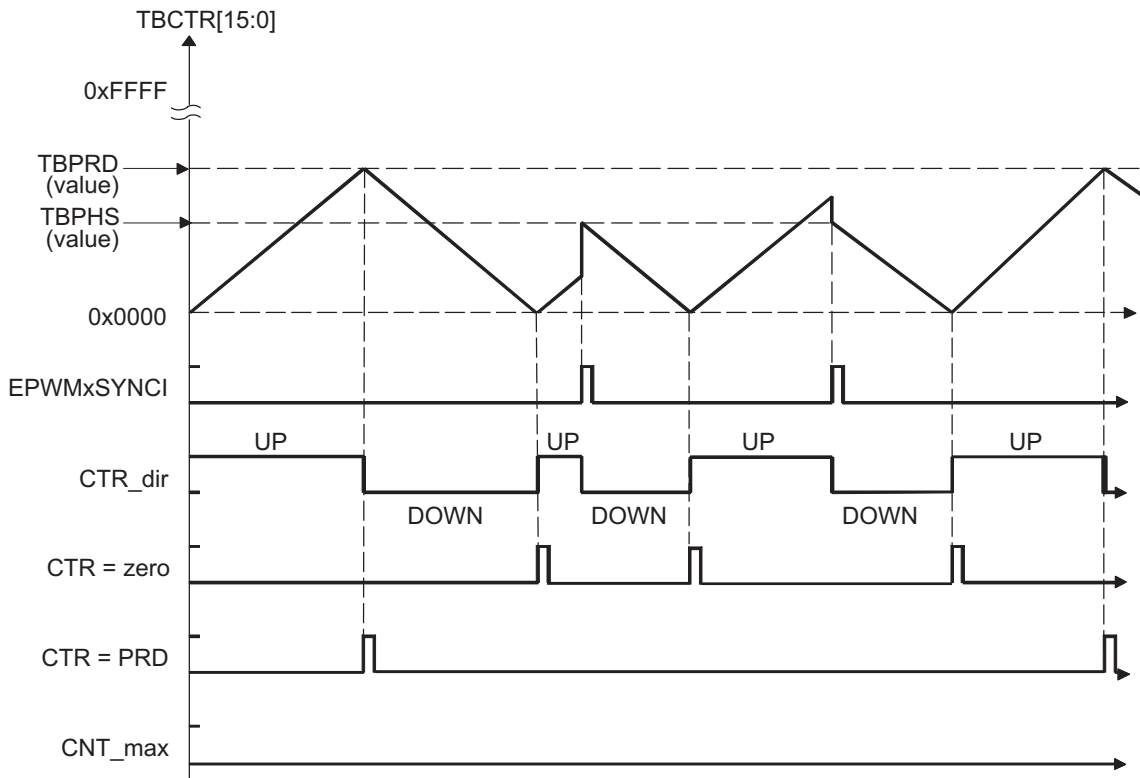 TBCTR[15:0]
0xFFFF
TBPRD
(value)
TBPHS
(value)
0x0000
EPWMxSYNCI
UP
UP
UP
UP
CTR_dir
DOWN
DOWN
DOWN
CTR = zero
CTR = PRD
CNT_max